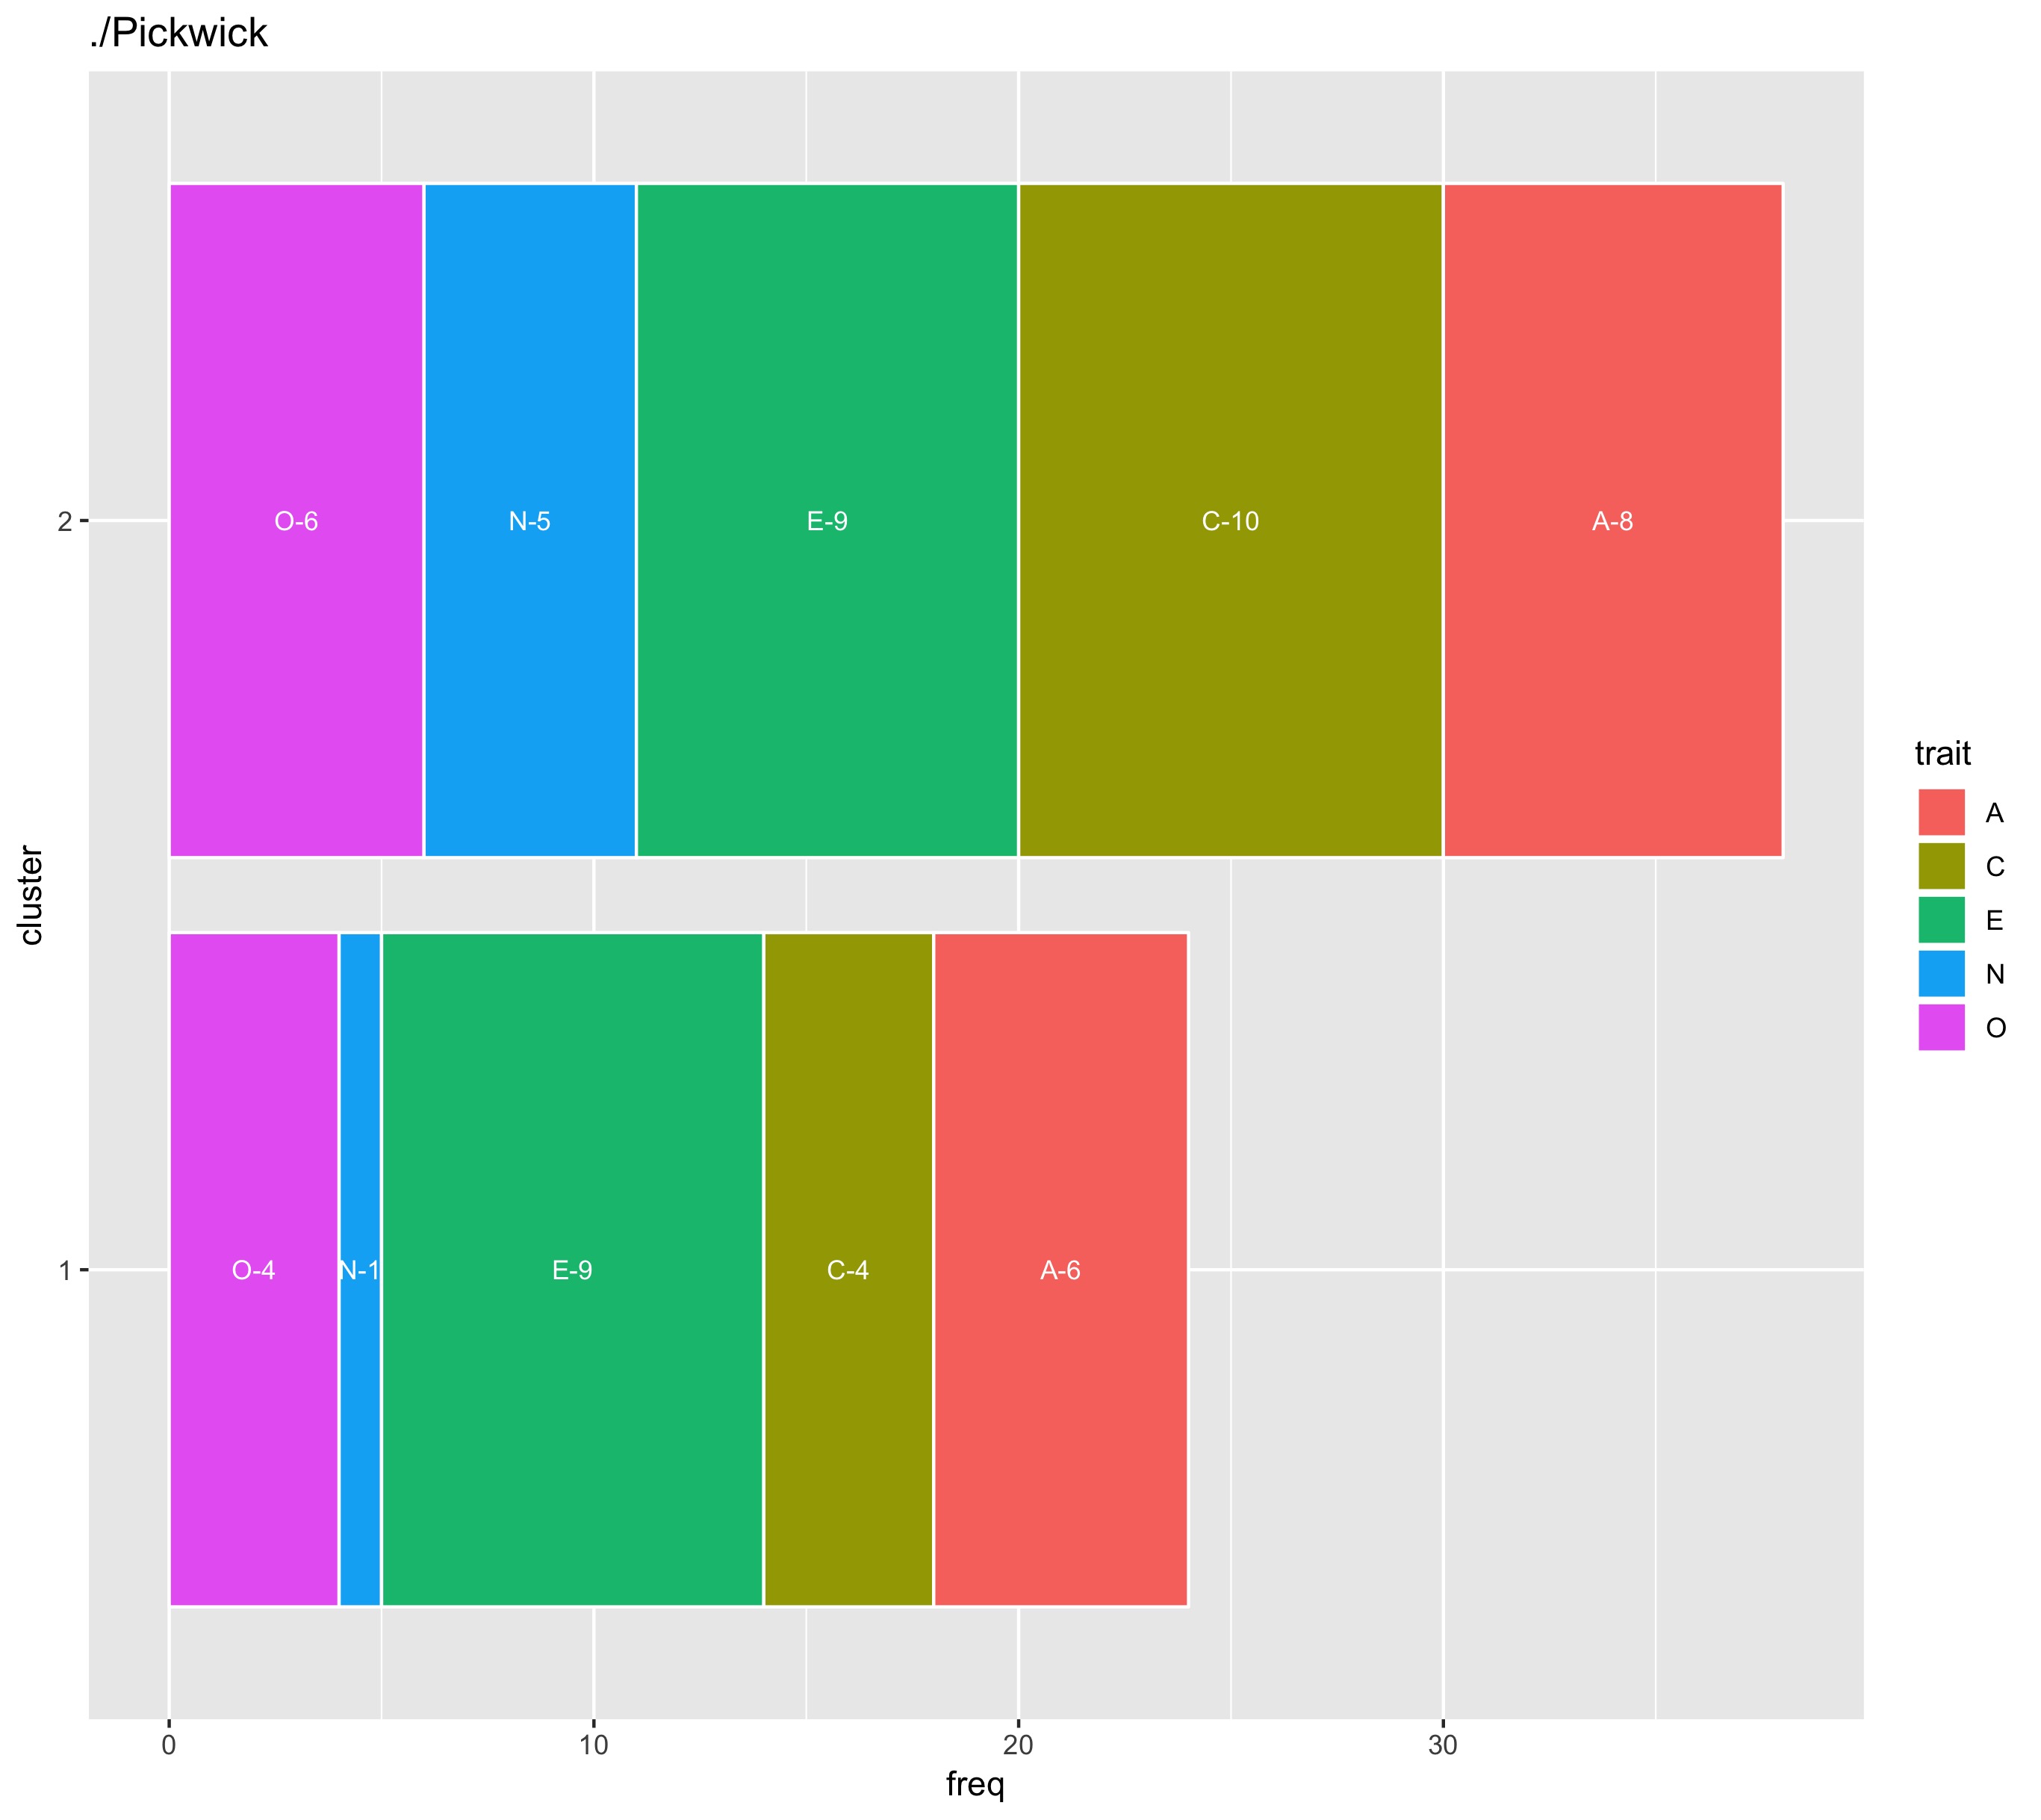 ./Pickwick
cluster
2
O-6 N-5 E-9 C-10 A-8
1
O-4 N-1 E-9 C-4 A-6
0 10 20 30
freq
trait
A
C
E
N
O